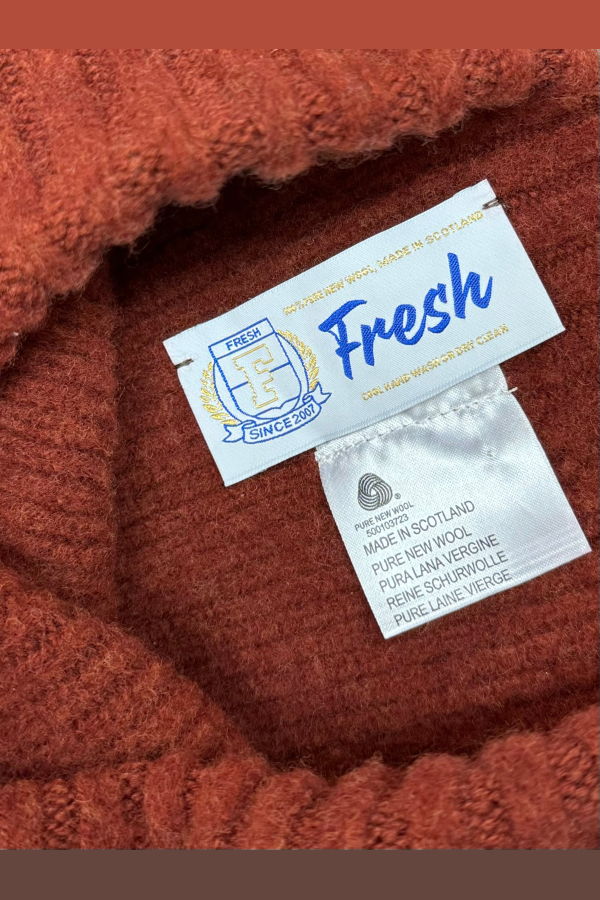 100% PURE NEW WOOL, MADE IN SCOTLAND
Fresh
COOL HAND WASH OR DRY CLEAN
FRESH
F
SINCE 2007
PURE NEW WOOL
500103723
MADE IN SCOTLAND
PURE NEW WOOL
PURA LANA VERGINE
REINE SCHURWOLLE
PURE LAINE VIERGE